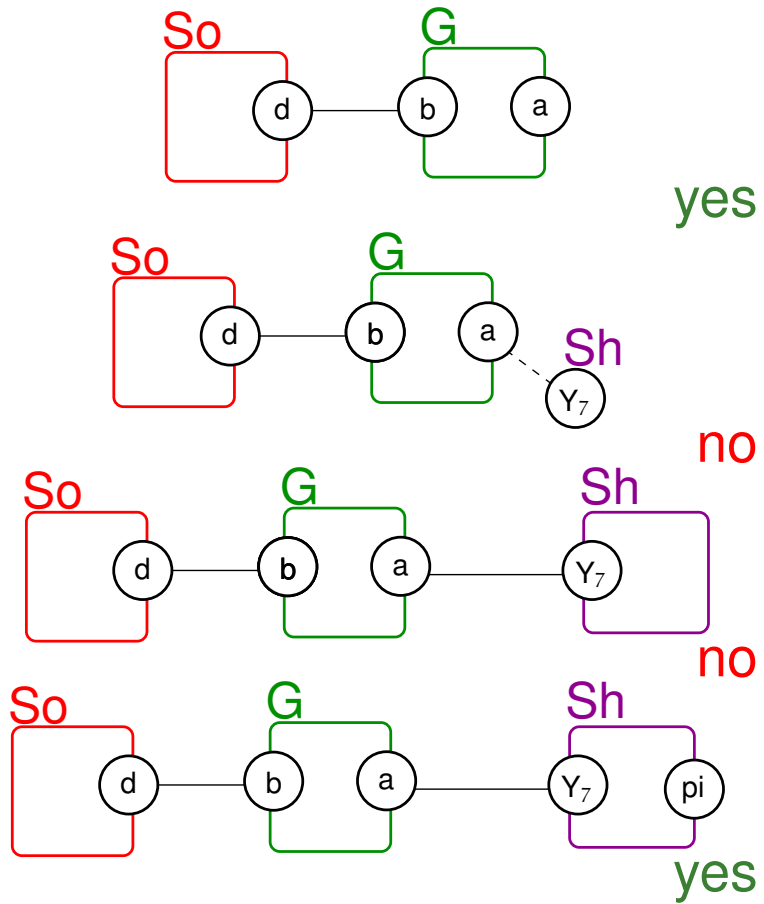 So G
d b a
yes
So G
d b a Sh
Y₇
no
So G Sh
d b a Y₇
no
So G Sh
d b a Y₇ pi
yes